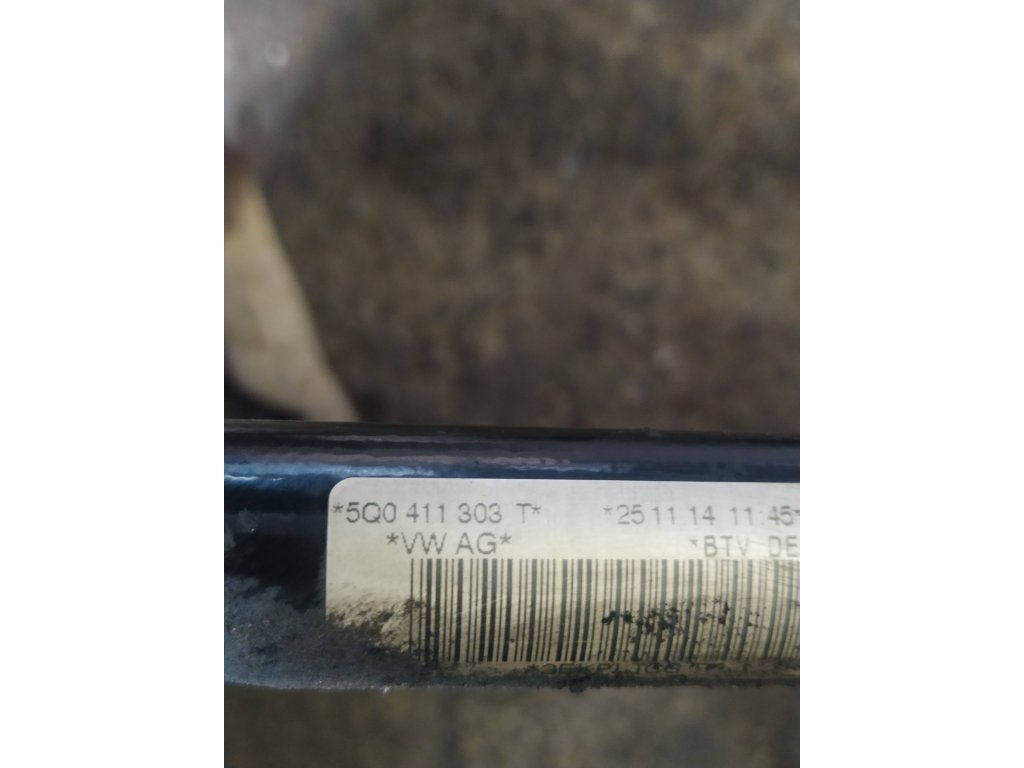 *5Q0 411 303 T* *25 11 14 11:45*
*VW AG* *BTV DE